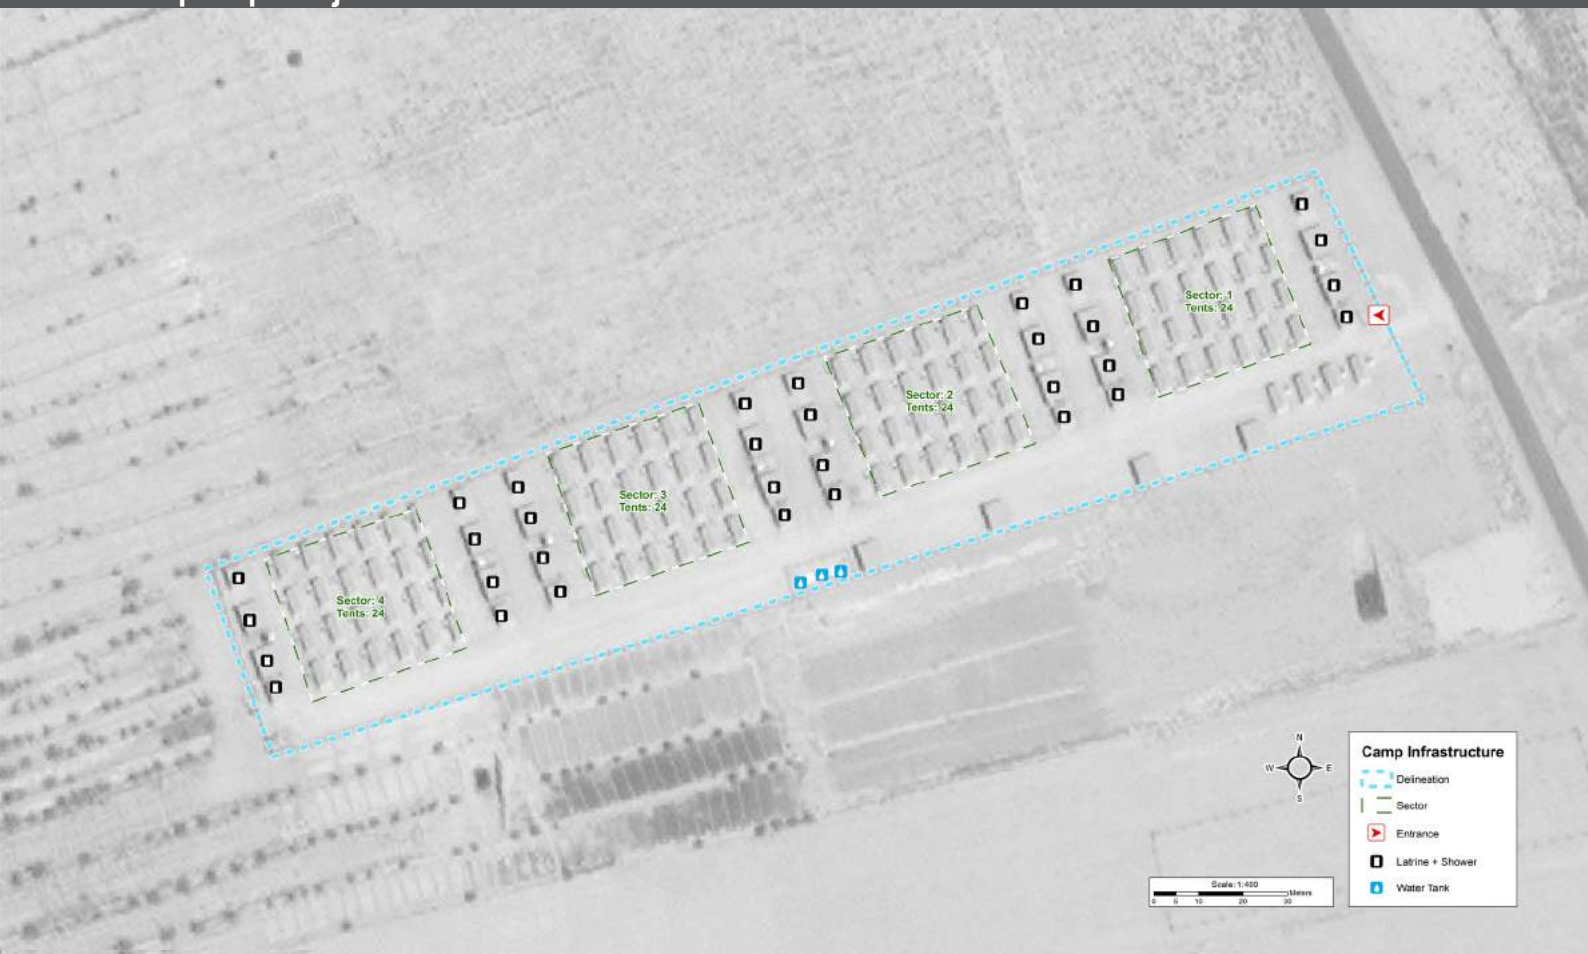 Sector: 1
Tents: 24
Sector: 2
Tents: 24
Sector: 3
Tents: 24
Sector: 4
Tents: 24
N
W
E
S
Camp Infrastructure
Delineation
Sector
Entrance
Latrine + Shower
Water Tank
Scale: 1:400
Meters
0 5 10 20 30